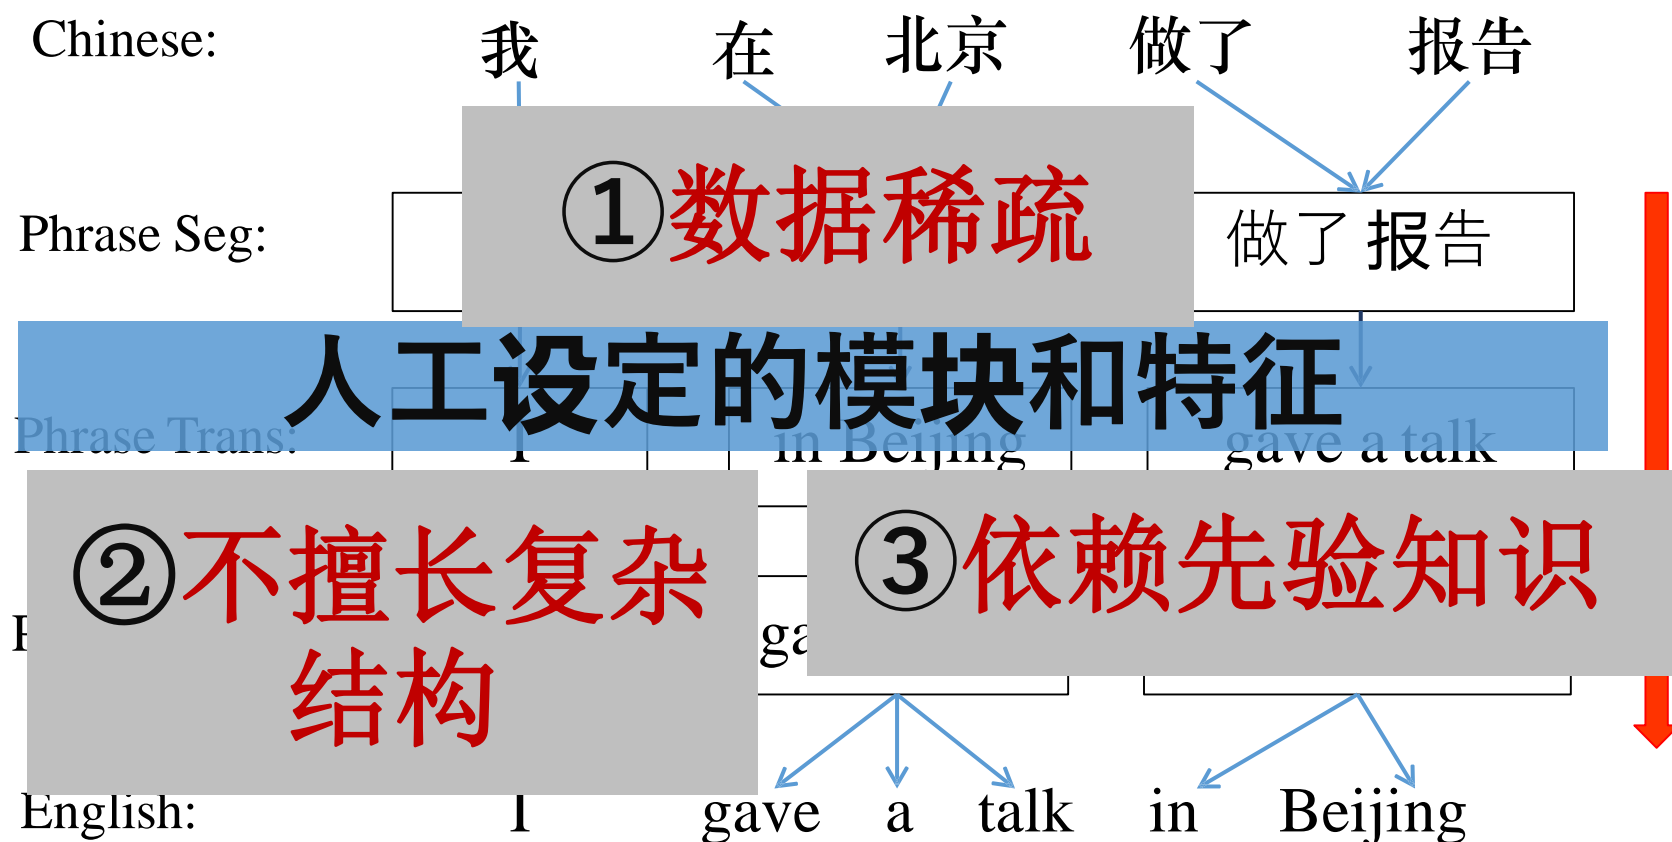 Chinese: 我 在 北京 做了 报告
①数据稀疏
Phrase Seg: 做了 报告
人工设定的模块和特征
Phrase Trans: I in Beijing gave a talk
②不擅长复杂
结构
③依赖先验知识
English: I gave a talk in Beijing